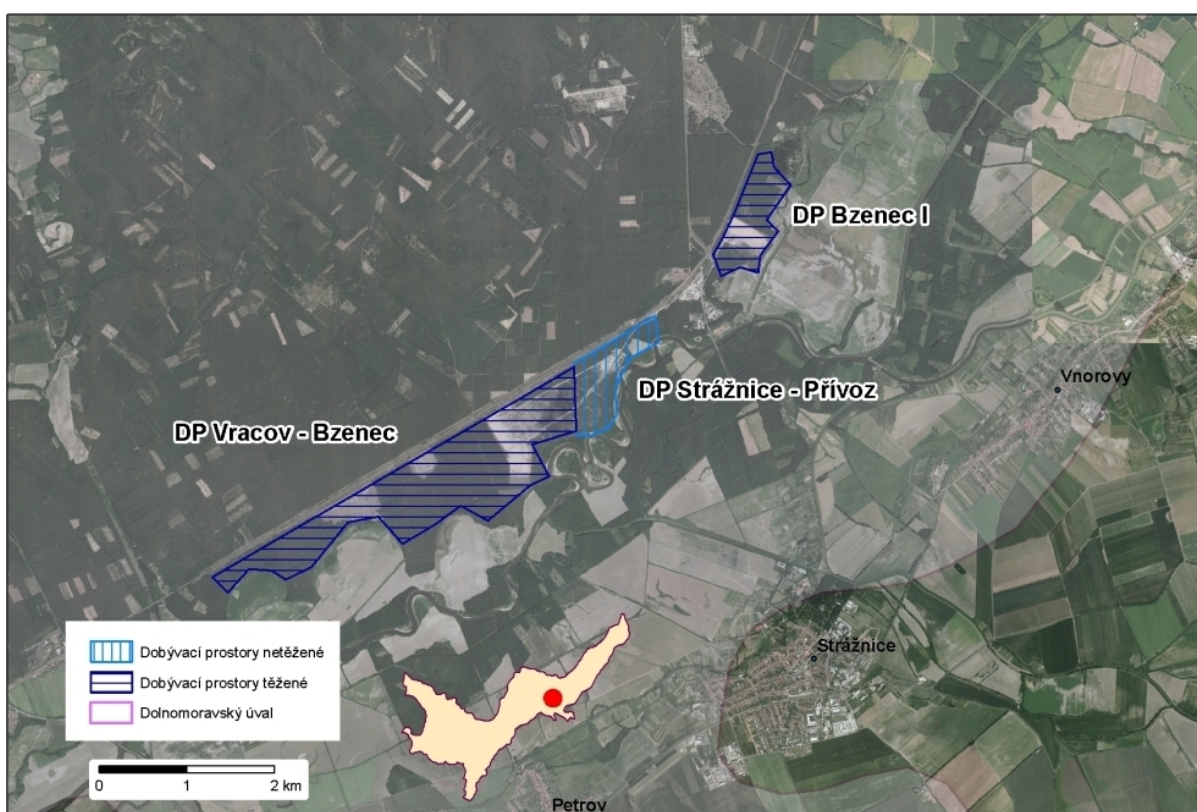 DP Bzenec I
Vnorovy
DP Strážnice - Přívoz
DP Vracov - Bzenec
Strážnice
Dobývací prostory netěžené
Dobývací prostory těžené
Dolnomoravský úval
0 1 2 km
Petrov